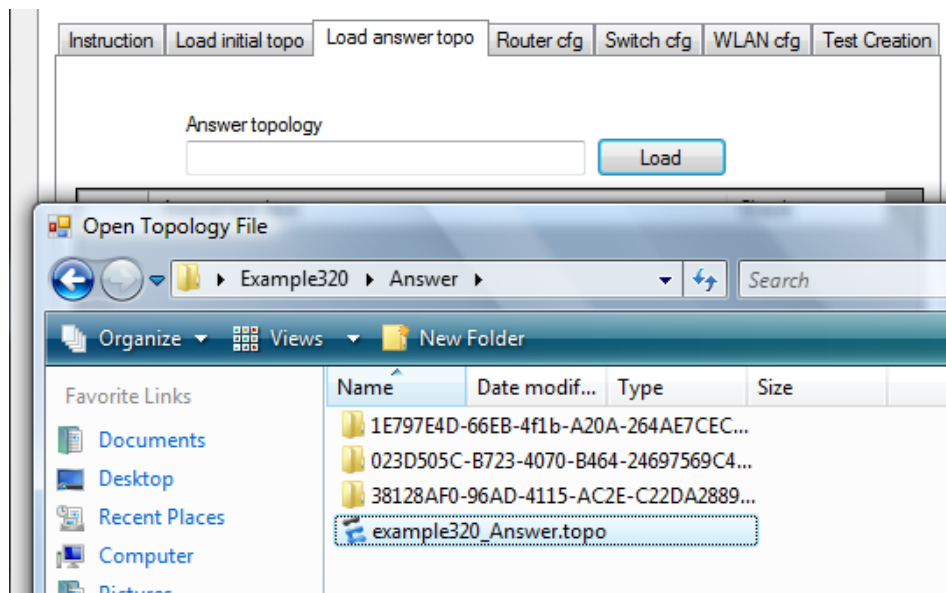 Instruction Load initial topo Load answer topo Router cfg Switch cfg WLAN cfg Test Creation
Answer topology
Load
Open Topology File
Example320 Answer
Search
Organize Views New Folder
Favorite Links
Name Date modif... Type Size
1E797E4D-66EB-4f1b-A20A-264AE7CEC...
Documents
023D505C-B723-4070-B464-24697569C4...
Desktop
38128AF0-96AD-4115-AC2E-C22DA2889...
Recent Places
example320_Answer.topo
Computer
Pictures